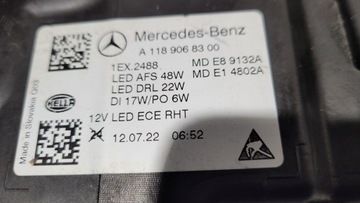 Mercedes-Benz
A 118 906 83 00
1EX.2488 MD E8 9132A
LED AFS 48W MD E1 4802A
LED DRL 22W
DI 17W/PO 6W
12V LED ECE RHT
24 12.07.22 06:52
HELLA
Made in Slovakia